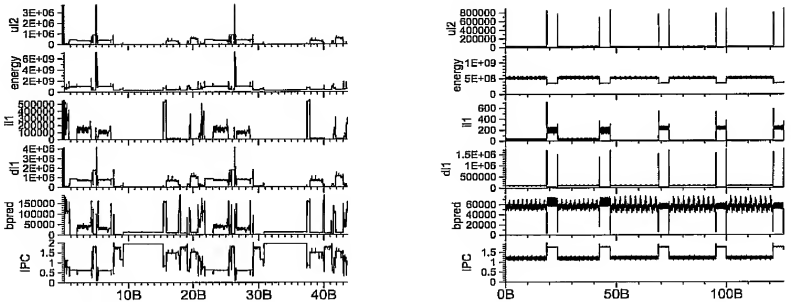 ul2
3E+06
2E+06
1E+06
0
energy
6E+09
4E+09
2E+09
0
il1
500000
400000
300000
200000
100000
0
dl1
4E+06
3E+06
2E+06
1E+06
0
bpred
150000
100000
50000
0
IPC
2
1.5
1
0.5
0
10B
20B
30B
40B
ul2
800000
600000
400000
200000
0
energy
1E+09
5E+08
0
il1
600
400
200
0
dl1
1.5E+06
1E+06
500000
0
bpred
60000
40000
20000
0
IPC
1.5
1
0.5
0
0B
50B
100B